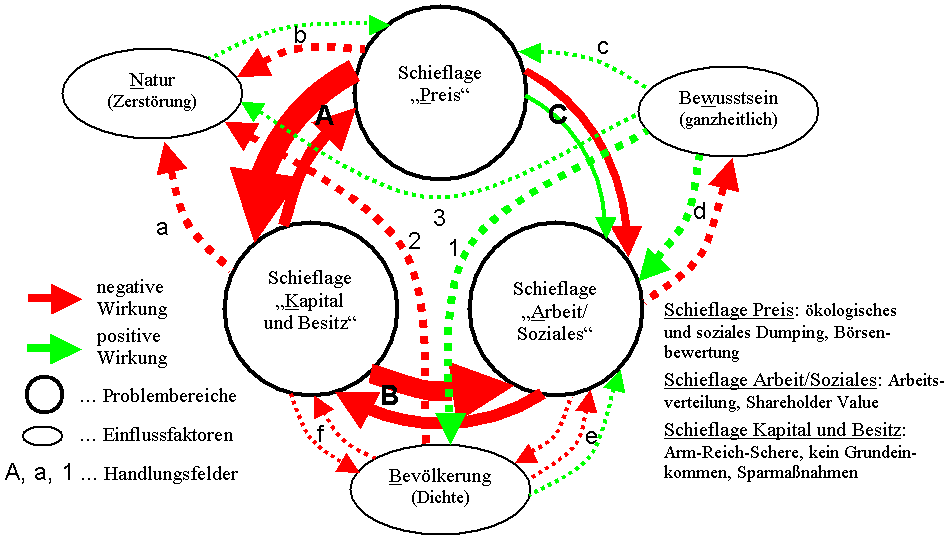 b
c
Natur
(Zerstörung)
Schieflage
„Preis“
Bewusstsein
(ganzheitlich)
A
C
a
3
2
1
d
Schieflage
„Kapital
und Besitz“
Schieflage
„Arbeit/
Soziales“
negative
Wirkung
positive
Wirkung
... Problembereiche
... Einflussfaktoren
A, a, 1 ... Handlungsfelder
B
f
e
Bevölkerung
(Dichte)
Schieflage Preis: ökologisches
und soziales Dumping, Börsen-
bewertung
Schieflage Arbeit/Soziales: Arbeits-
verteilung, Shareholder Value
Schieflage Kapital und Besitz:
Arm-Reich-Schere, kein Grundein-
kommen, Sparmaßnahmen